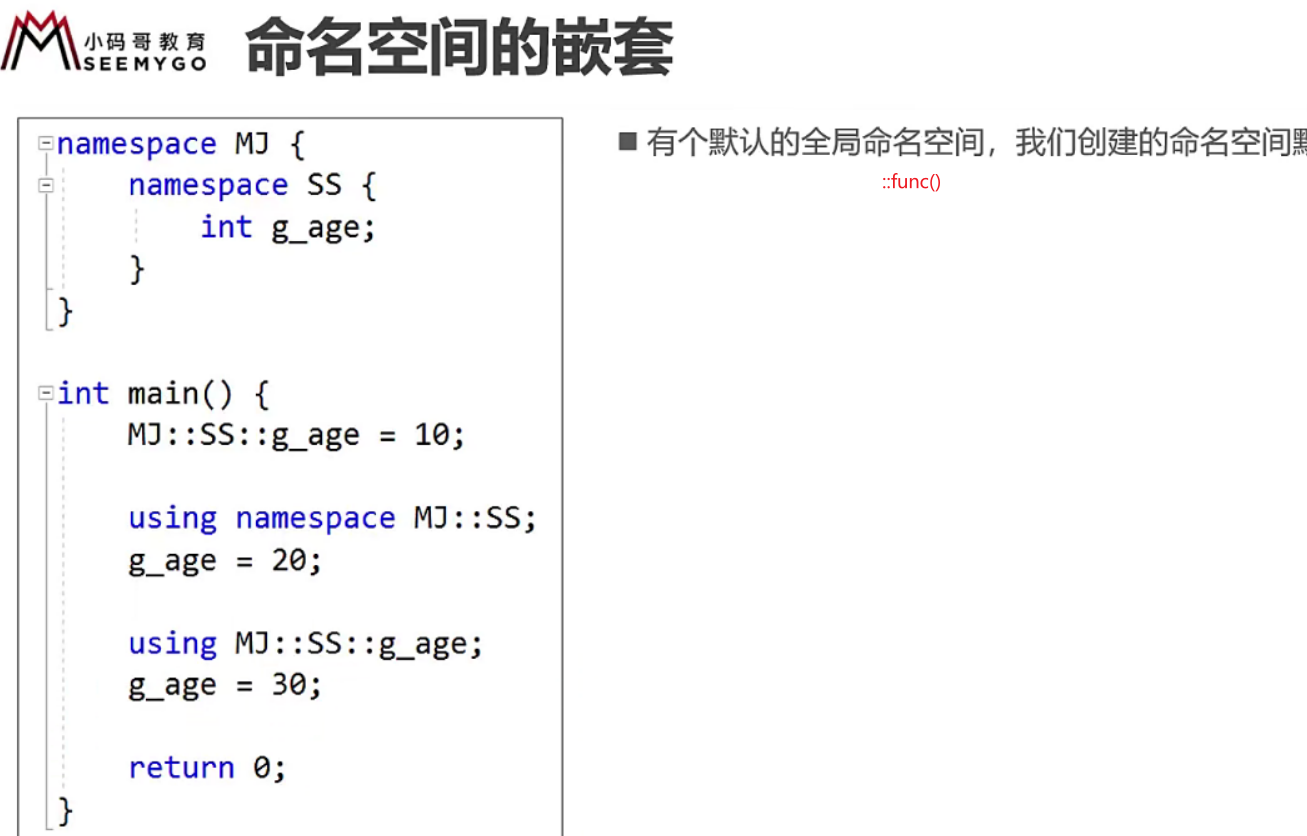 小码哥教育
SEEMYGO
命名空间的嵌套
namespace MJ {
namespace SS {
int g_age;
}
}
int main() {
MJ::SS::g_age = 10;
using namespace MJ::SS;
g_age = 20;
using MJ::SS::g_age;
g_age = 30;
return 0;
}
■ 有个默认的全局命名空间，我们创建的命名空间
::func()